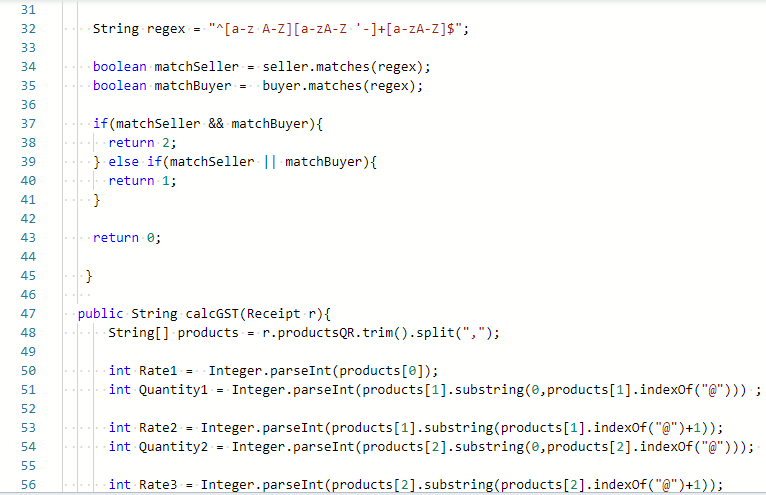 31
32 String regex = "^[a-z A-Z][a-zA-Z '-]+[a-zA-Z]$";
33
34 boolean matchSeller = seller.matches(regex);
35 boolean matchBuyer =  buyer.matches(regex);
36
37 if(matchSeller && matchBuyer){
38 return 2;
39 } else if(matchSeller || matchBuyer){
40 return 1;
41 }
42
43 return 0;
44
45 }
46
47 public String calcGST(Receipt r){
48 String[] products = r.productsQR.trim().split(",");
49
50 int Rate1 =  Integer.parseInt(products[0]);
51 int Quantity1 = Integer.parseInt(products[1].substring(0,products[1].indexOf("@"))) ;
52
53 int Rate2 = Integer.parseInt(products[1].substring(products[1].indexOf("@")+1));
54 int Quantity2 = Integer.parseInt(products[2].substring(0,products[2].indexOf("@")));
55
56 int Rate3 = Integer.parseInt(products[2].substring(products[2].indexOf("@")+1));